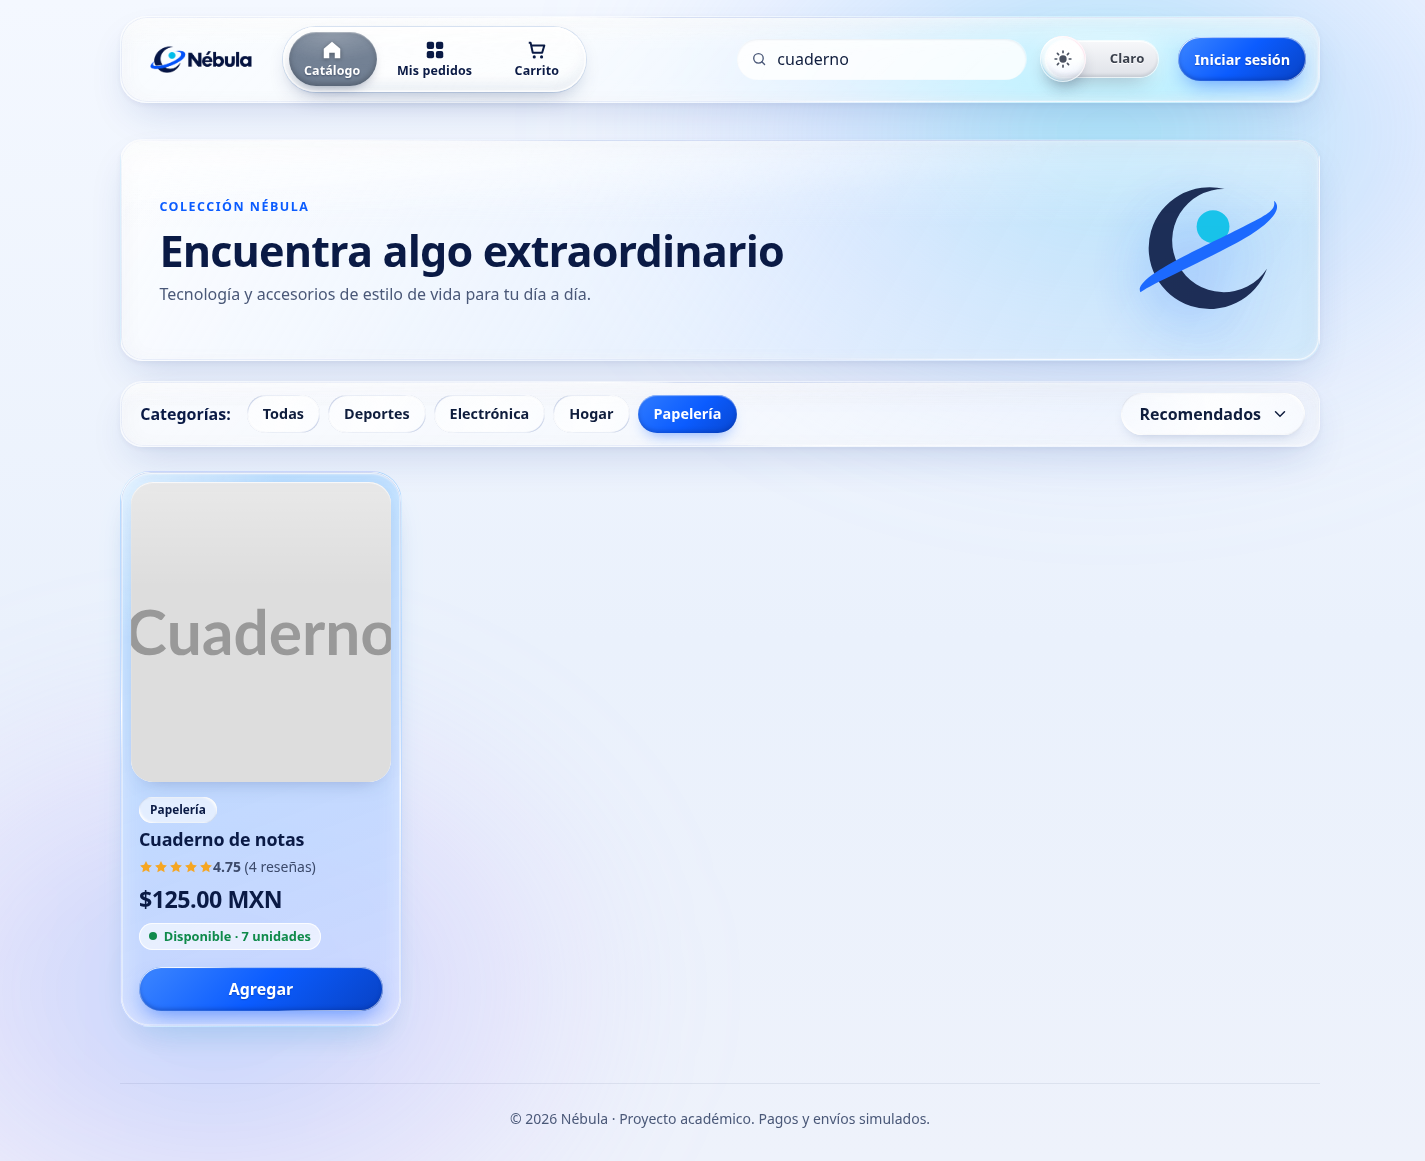 Nébula
Catálogo
Mis pedidos
Carrito
cuaderno
Claro
Iniciar sesión
COLECCIÓN NÉBULA
Encuentra algo extraordinario
Tecnología y accesorios de estilo de vida para tu día a día.
Categorías:
Todas
Deportes
Electrónica
Hogar
Papelería
Recomendados
Cuaderno
Papelería
Cuaderno de notas
4.75 (4 reseñas)
$125.00 MXN
Disponible · 7 unidades
Agregar
© 2026 Nébula · Proyecto académico. Pagos y envíos simulados.